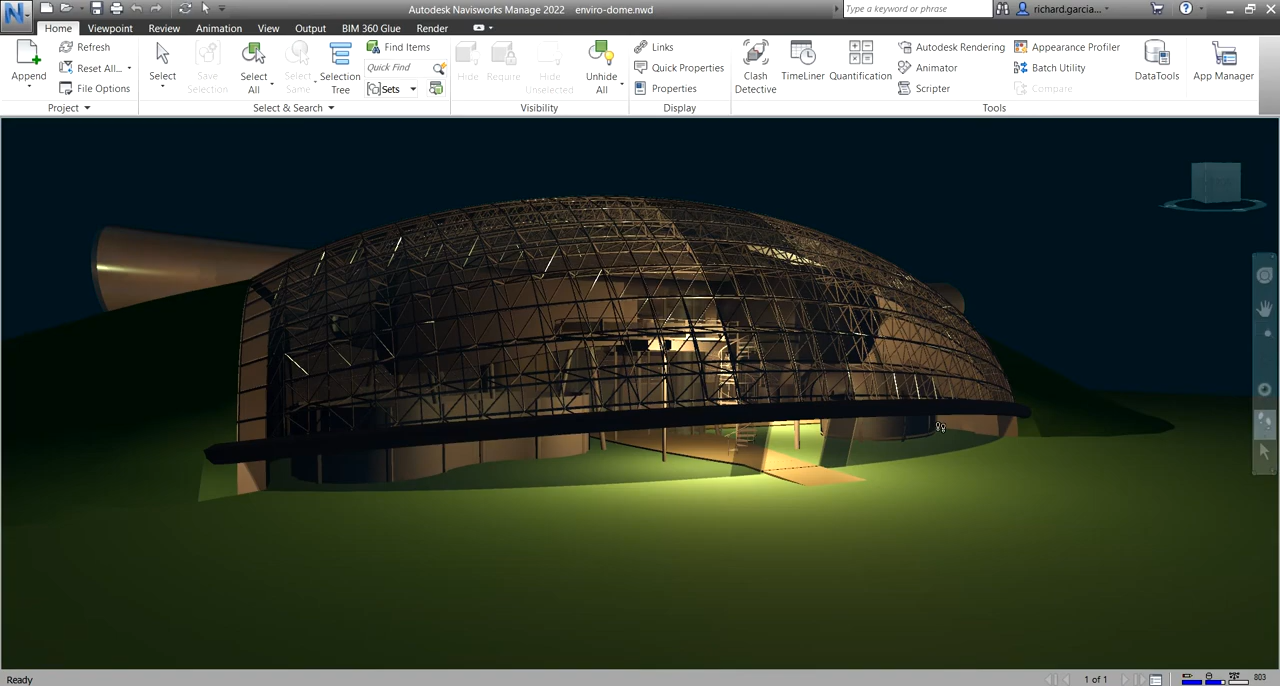 Autodesk Navisworks Manage 2022 enviro-dome.nwd
Type a keyword or phrase
richard.garcia...
Home Viewpoint Review Animation View Output BIM 360 Glue Render
Append
Refresh
Reset All...
File Options
Project
Select
Save Selection
Select All
Select Same
Selection Tree
Find Items
Quick Find
Sets
Select & Search
Hide
Require
Hide Unselected
Unhide All
Visibility
Links
Quick Properties
Properties
Display
Clash Detective
TimeLiner
Quantification
Autodesk Rendering
Animator
Scripter
Appearance Profiler
Batch Utility
Compare
DataTools
App Manager
Tools
Ready
1 of 1
803